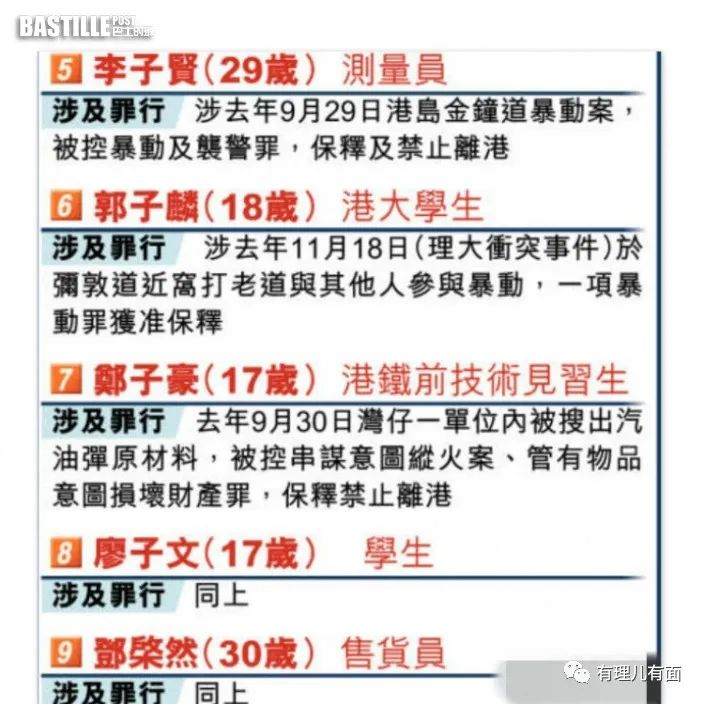 BASTILLE POST
巴士的報
5 李子賢(29歲) 測量員
涉及罪行 涉去年9月29日港島金鐘道暴動案，
被控暴動及襲警罪，保釋及禁止離港
6 郭子麟(18歲) 港大學生
涉及罪行 涉去年11月18日(理大衝突事件)於
彌敦道近窩打老道與其他人參與暴動，一項暴
動罪獲准保釋
7 鄭子豪(17歲) 港鐵前技術見習生
涉及罪行 去年9月30日灣仔一單位內被搜出汽
油彈原材料，被控串謀意圖縱火案、管有物品
意圖損壞財產罪，保釋禁止離港
8 廖子文(17歲) 學生
涉及罪行 同上
9 鄧棨然(30歲) 售貨員
涉及罪行 同上
有理儿有面